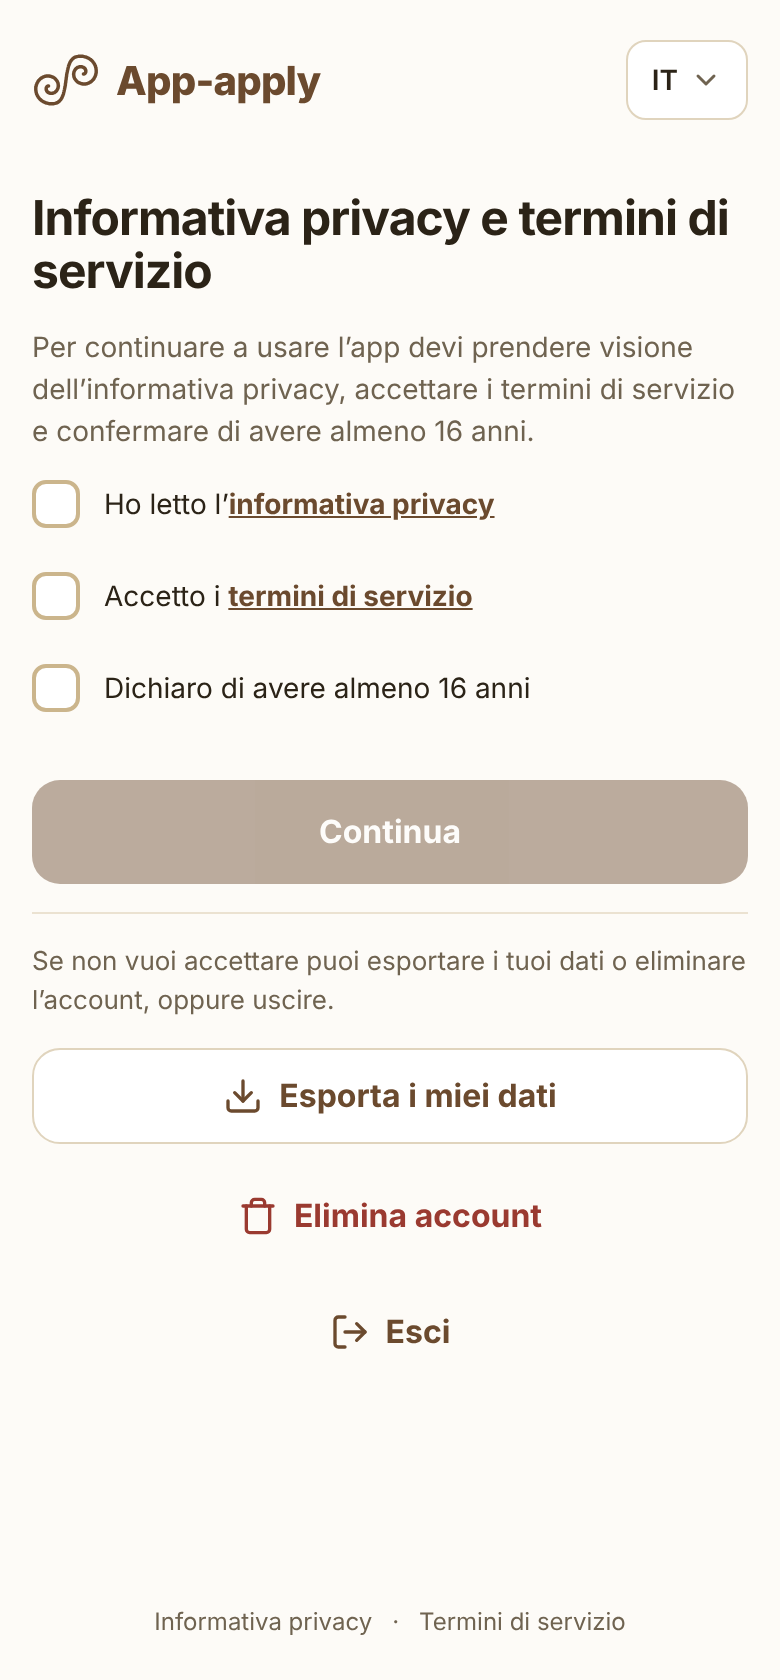 App-apply
IT
Informativa privacy e termini di
servizio
Per continuare a usare l’app devi prendere visione
dell’informativa privacy, accettare i termini di servizio
e confermare di avere almeno 16 anni.
Ho letto l’informativa privacy
Accetto i termini di servizio
Dichiaro di avere almeno 16 anni
Continua
Se non vuoi accettare puoi esportare i tuoi dati o eliminare
l’account, oppure uscire.
Esporta i miei dati
Elimina account
Esci
Informativa privacy · Termini di servizio